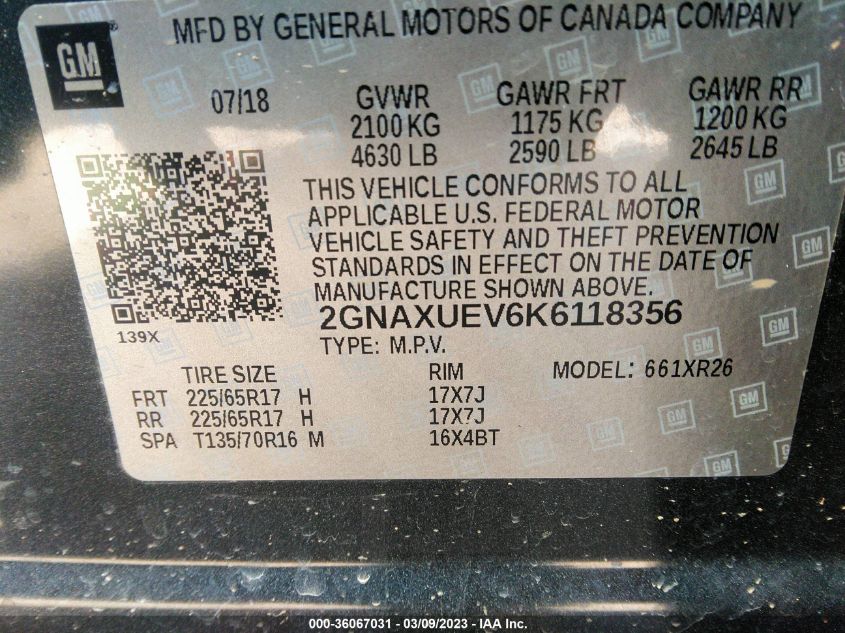 MFD BY GENERAL MOTORS OF CANADA COMPANY
GM
07/18 GVWR GAWR FRT GAWR RR
2100 KG 1175 KG 1200 KG
4630 LB 2590 LB 2645 LB
THIS VEHICLE CONFORMS TO ALL
APPLICABLE U.S. FEDERAL MOTOR
VEHICLE SAFETY AND THEFT PREVENTION
STANDARDS IN EFFECT ON THE DATE OF
MANUFACTURE SHOWN ABOVE.
2GNAXUEV6K6118356
139X
TYPE: M.P.V.
TIRE SIZE RIM MODEL: 661XR26
FRT 225/65R17 H 17X7J
RR 225/65R17 H 17X7J
SPA T135/70R16 M 16X4BT
000-36067031 - 03/09/2023 - IAA Inc.